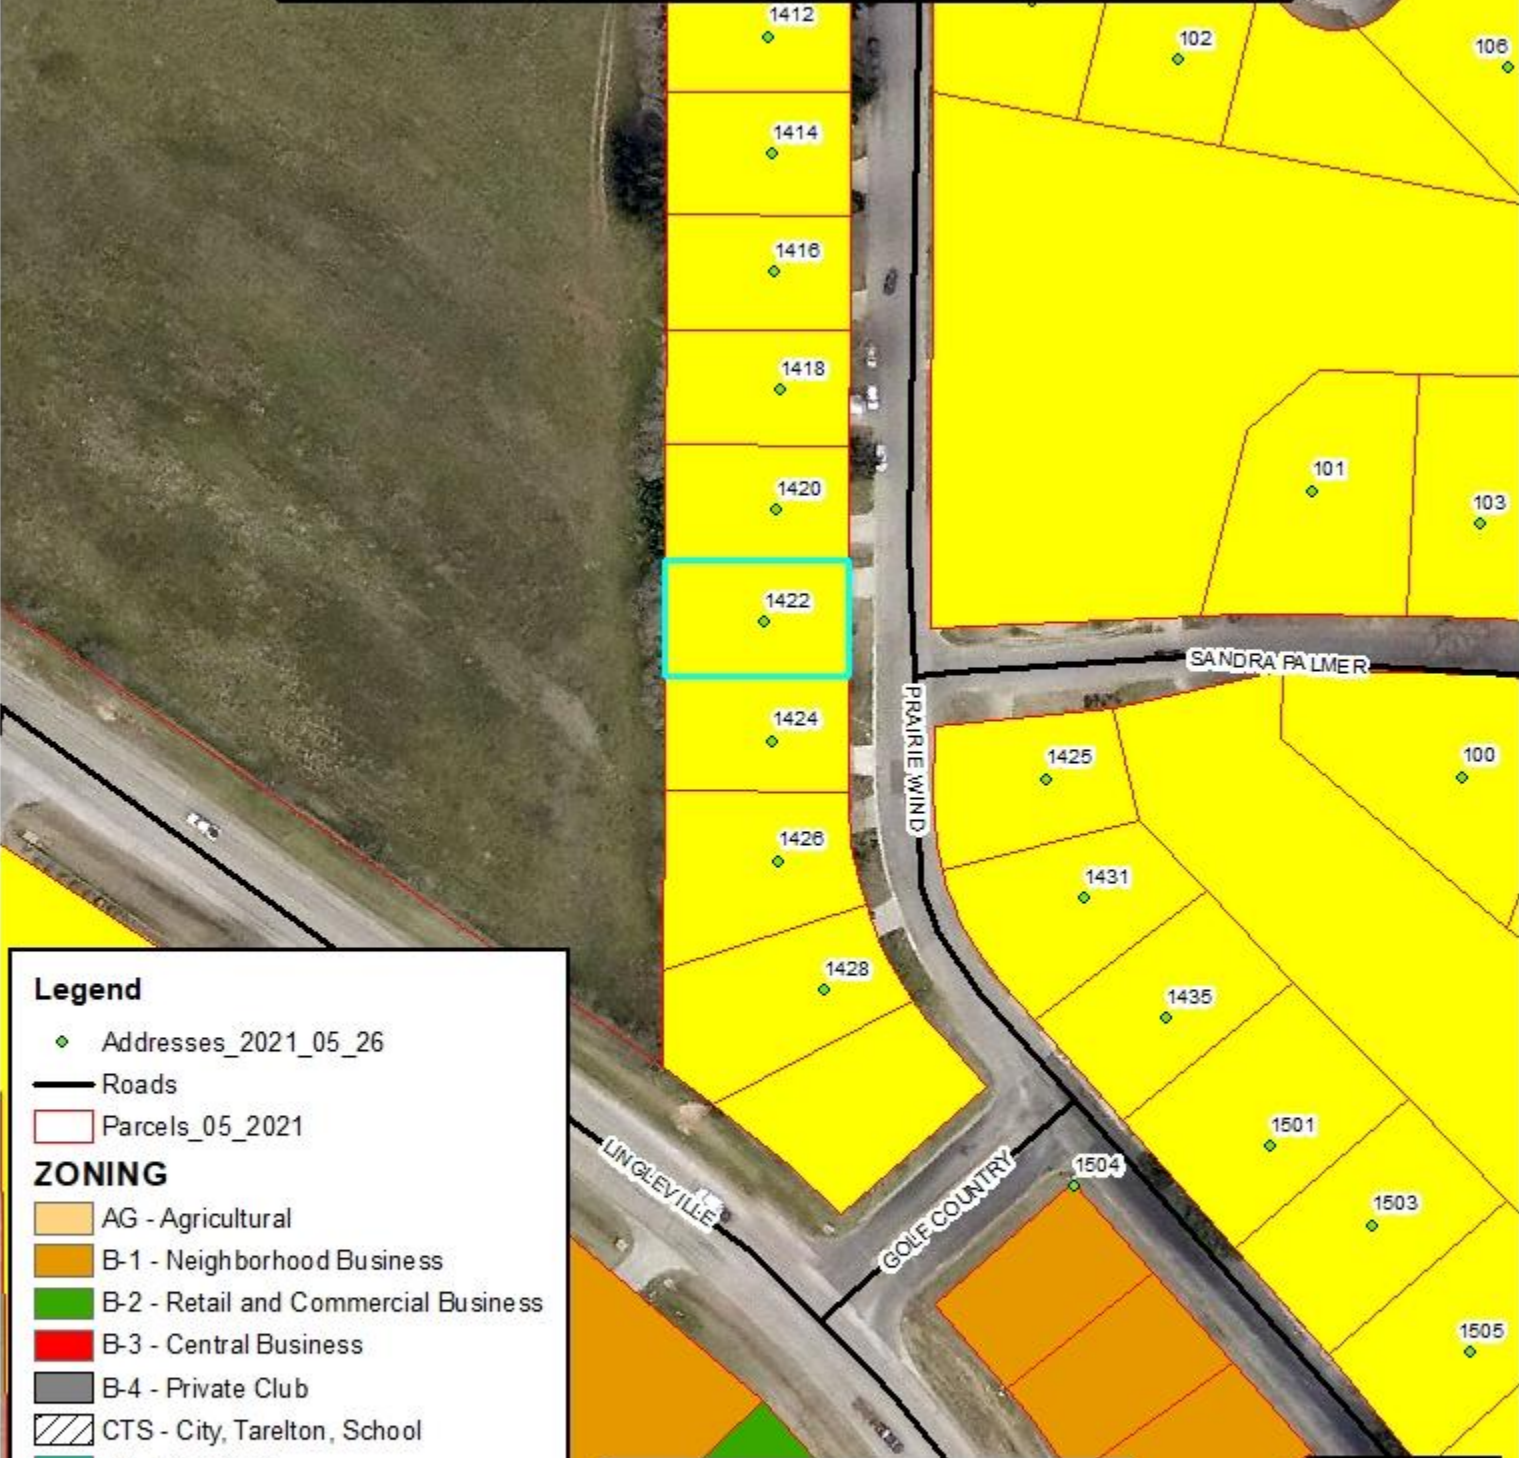 1412
102
106
1414
1416
1418
101
1420
103
1422
SANDRA PALMER
PRAIRIE WIND
1424
1425
100
1426
1431
1428
1435
1501
LINGLEVILLE
GOLF COUNTRY
1504
1503
1505
Legend
Addresses_2021_05_26
Roads
Parcels_05_2021
ZONING
AG - Agricultural
B-1 - Neighborhood Business
B-2 - Retail and Commercial Business
B-3 - Central Business
B-4 - Private Club
CTS - City, Tarelton, School